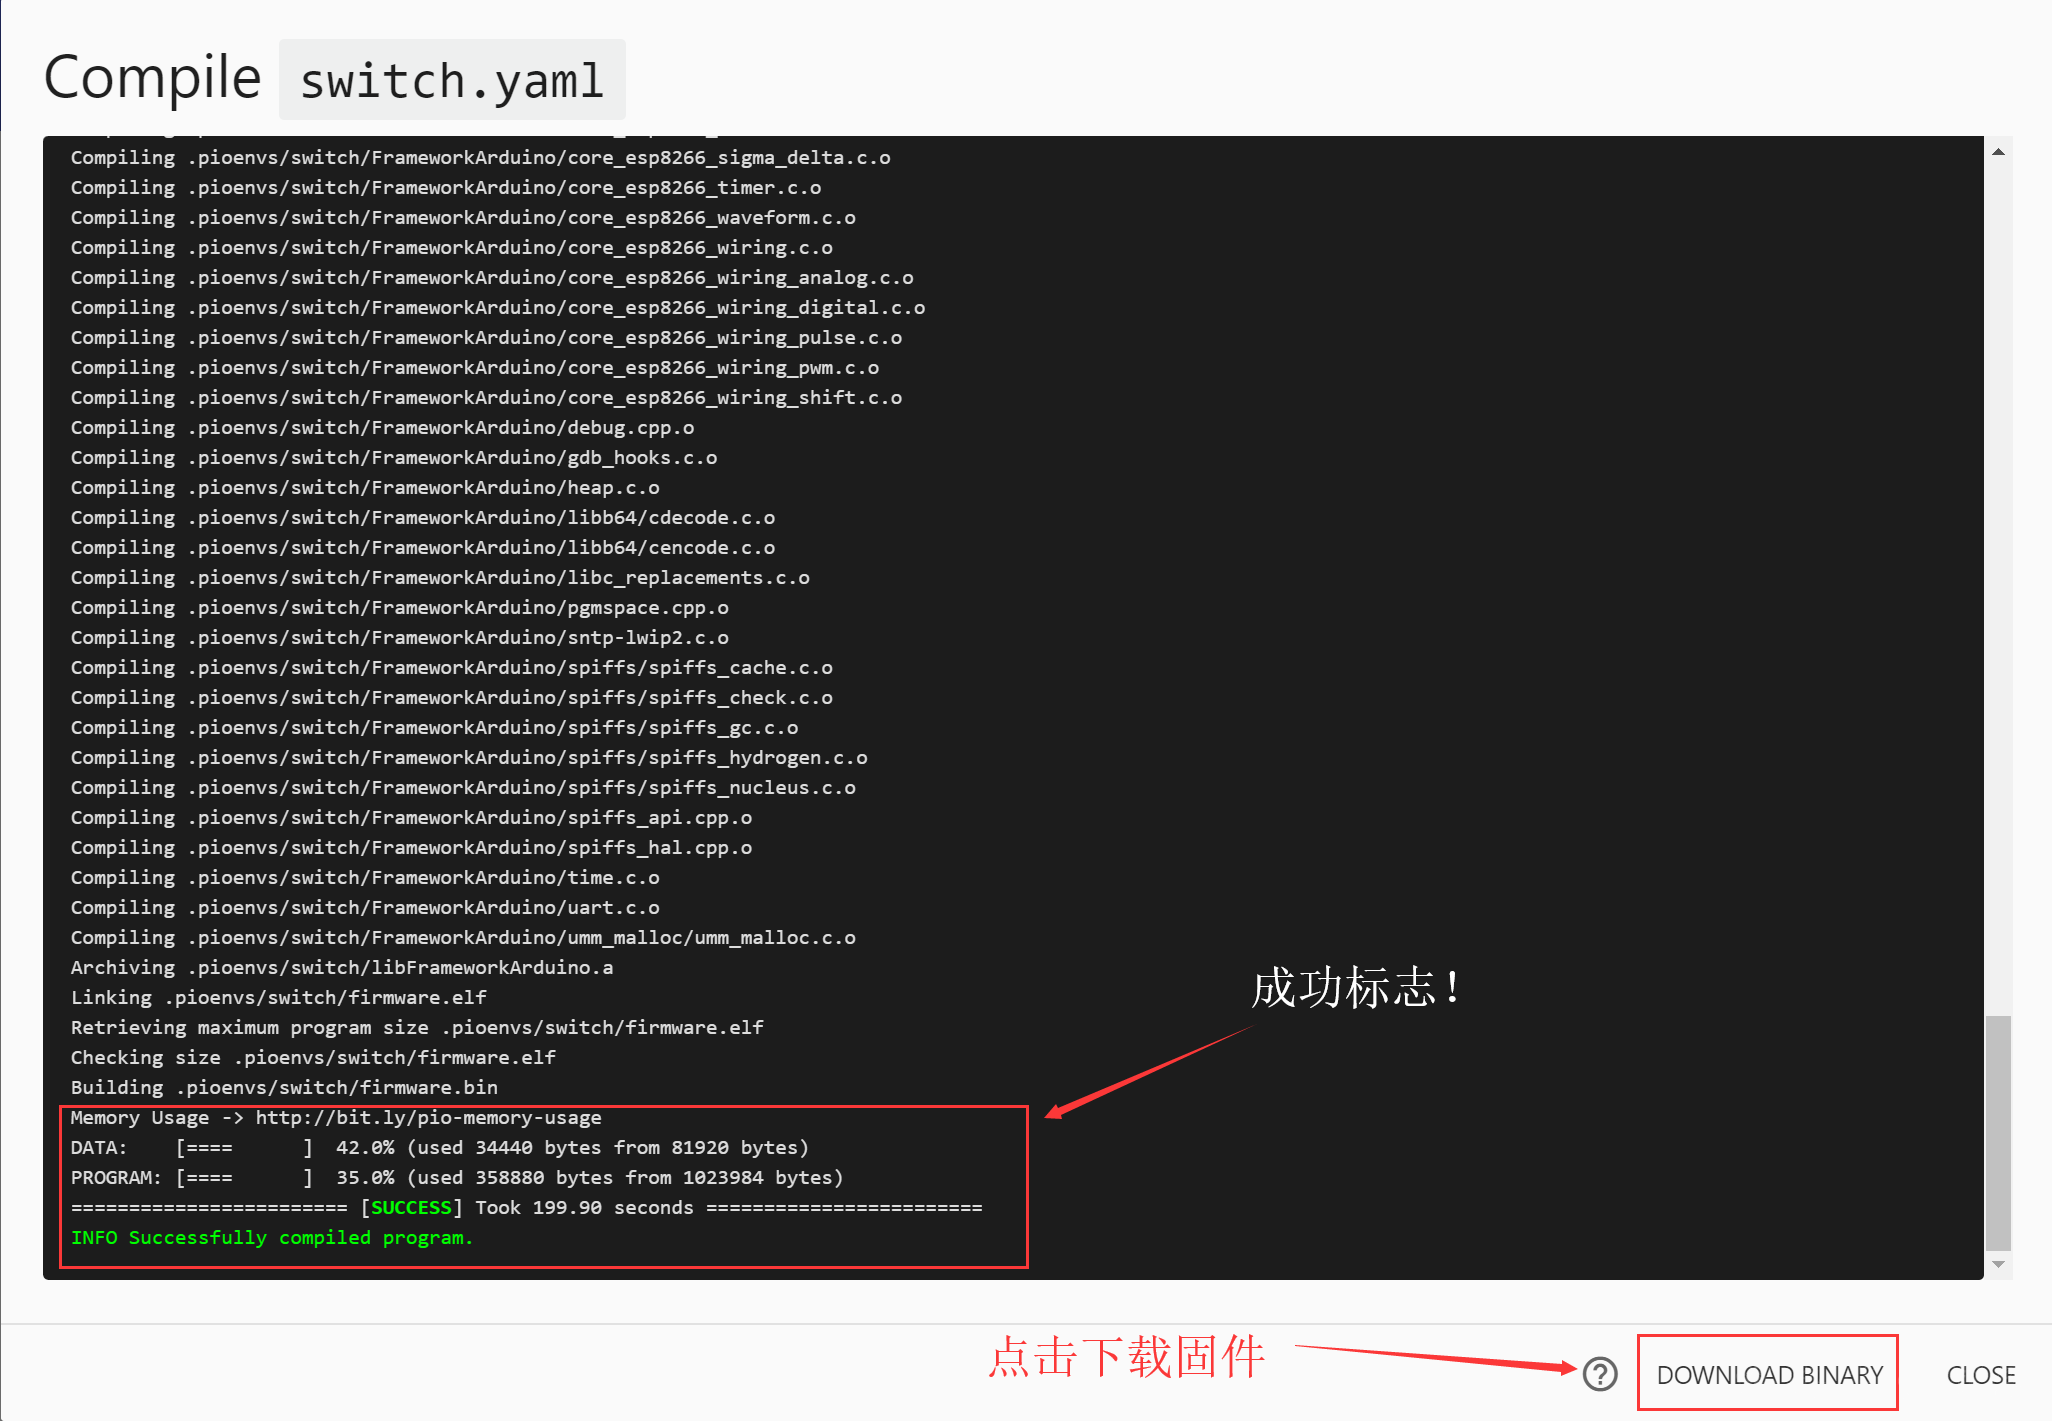 Compile switch.yaml
Compiling .pioenvs/switch/FrameworkArduino/core_esp8266_sigma_delta.c.o
Compiling .pioenvs/switch/FrameworkArduino/core_esp8266_timer.c.o
Compiling .pioenvs/switch/FrameworkArduino/core_esp8266_waveform.c.o
Compiling .pioenvs/switch/FrameworkArduino/core_esp8266_wiring.c.o
Compiling .pioenvs/switch/FrameworkArduino/core_esp8266_wiring_analog.c.o
Compiling .pioenvs/switch/FrameworkArduino/core_esp8266_wiring_digital.c.o
Compiling .pioenvs/switch/FrameworkArduino/core_esp8266_wiring_pulse.c.o
Compiling .pioenvs/switch/FrameworkArduino/core_esp8266_wiring_pwm.c.o
Compiling .pioenvs/switch/FrameworkArduino/core_esp8266_wiring_shift.c.o
Compiling .pioenvs/switch/FrameworkArduino/debug.cpp.o
Compiling .pioenvs/switch/FrameworkArduino/gdb_hooks.c.o
Compiling .pioenvs/switch/FrameworkArduino/heap.c.o
Compiling .pioenvs/switch/FrameworkArduino/libb64/cdecode.c.o
Compiling .pioenvs/switch/FrameworkArduino/libb64/cencode.c.o
Compiling .pioenvs/switch/FrameworkArduino/libc_replacements.c.o
Compiling .pioenvs/switch/FrameworkArduino/pgmspace.cpp.o
Compiling .pioenvs/switch/FrameworkArduino/sntp-lwip2.c.o
Compiling .pioenvs/switch/FrameworkArduino/spiffs/spiffs_cache.c.o
Compiling .pioenvs/switch/FrameworkArduino/spiffs/spiffs_check.c.o
Compiling .pioenvs/switch/FrameworkArduino/spiffs/spiffs_gc.c.o
Compiling .pioenvs/switch/FrameworkArduino/spiffs/spiffs_hydrogen.c.o
Compiling .pioenvs/switch/FrameworkArduino/spiffs/spiffs_nucleus.c.o
Compiling .pioenvs/switch/FrameworkArduino/spiffs_api.cpp.o
Compiling .pioenvs/switch/FrameworkArduino/spiffs_hal.cpp.o
Compiling .pioenvs/switch/FrameworkArduino/time.c.o
Compiling .pioenvs/switch/FrameworkArduino/uart.c.o
Compiling .pioenvs/switch/FrameworkArduino/umm_malloc/umm_malloc.c.o
Archiving .pioenvs/switch/libFrameworkArduino.a
成功标志！
Linking .pioenvs/switch/firmware.elf
Retrieving maximum program size .pioenvs/switch/firmware.elf
Checking size .pioenvs/switch/firmware.elf
Building .pioenvs/switch/firmware.bin
Memory Usage -> http://bit.ly/pio-memory-usage
DATA:    [====      ]  42.0% (used 34440 bytes from 81920 bytes)
PROGRAM: [====      ]  35.0% (used 358880 bytes from 1023984 bytes)
======================== [SUCCESS] Took 199.90 seconds ========================
INFO Successfully compiled program.
点击下载固件
? DOWNLOAD BINARY CLOSE